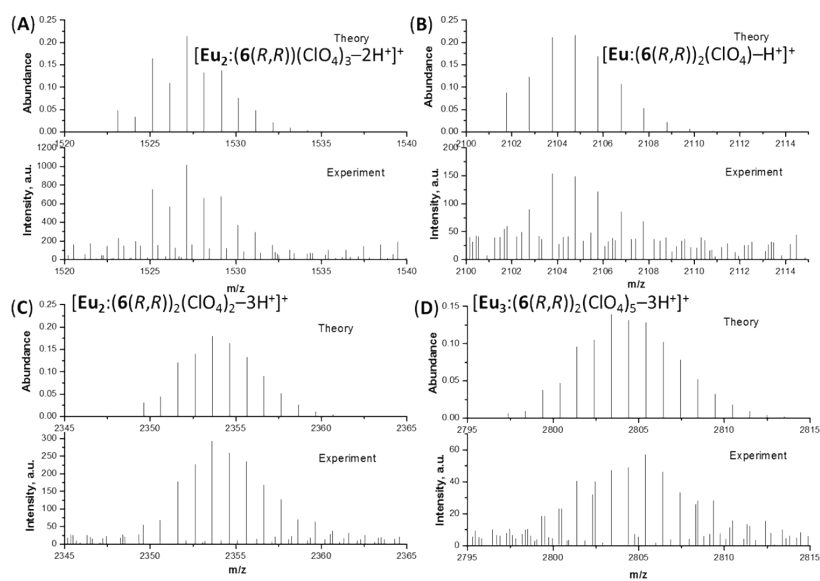 (A)
0.25
0.20
0.15
0.10
0.05
0.00
Abundance
Theory
[Eu₂:(6(R,R))(ClO₄)₃–2H⁺]⁺
1520 1525 1530 1535 1540
1200
1000
800
600
400
200
0
Intensity, a.u.
Experiment
1520 1525 1530 1535 1540
m/z
(B)
0.25
0.20
0.15
0.10
0.05
0.00
Abundance
Theory
[Eu:(6(R,R))₂(ClO₄)–H⁺]⁺
2100 2102 2104 2106 2108 2110 2112 2114
200
150
100
50
0
Intensity, a.u.
Experiment
2100 2102 2104 2106 2108 2110 2112 2114
m/z
(C)
[Eu₂:(6(R,R))₂(ClO₄)₂–3H⁺]⁺
0.25
0.20
0.15
0.10
0.05
0.00
Abundance
Theory
2345 2350 2355 2360 2365
300
250
200
150
100
50
0
Intensity, a.u.
Experiment
2345 2350 2355 2360 2365
m/z
(D)
[Eu₃:(6(R,R))₂(ClO₄)₅–3H⁺]⁺
0.15
0.10
0.05
0.00
Abundance
Theory
2795 2800 2805 2810 2815
60
40
20
0
Intensity, a.u.
Experiment
2795 2800 2805 2810 2815
m/z